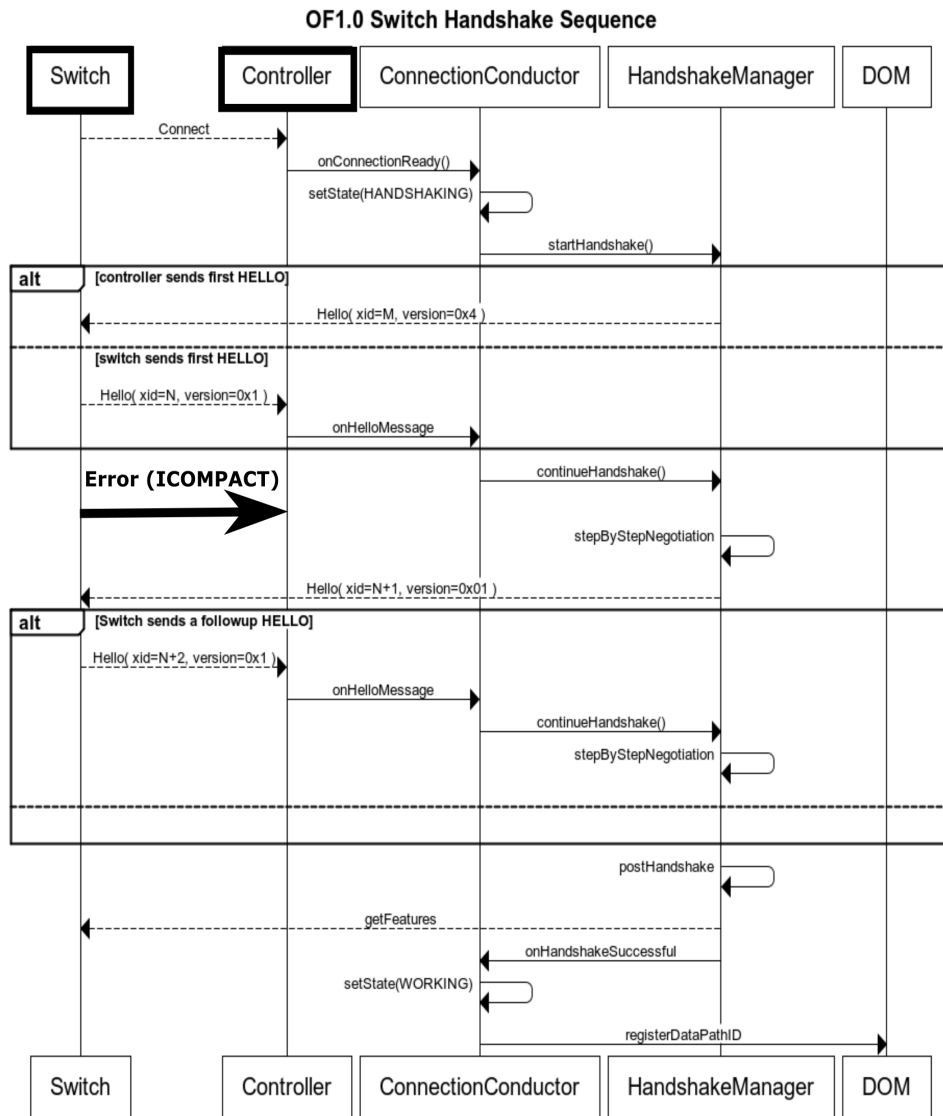 OF1.0 Switch Handshake Sequence
Switch Controller ConnectionConductor HandshakeManager DOM
Connect
onConnectionReady()
setState(HANDSHAKING)
startHandshake()
alt [controller sends first HELLO]
Hello( xid=M, version=0x4 )
[switch sends first HELLO]
Hello( xid=N, version=0x1 )
onHelloMessage
continueHandshake()
Error (ICOMPACT)
stepByStepNegotiation
Hello( xid=N+1, version=0x01 )
alt [Switch sends a followup HELLO]
Hello( xid=N+2, version=0x1 )
onHelloMessage
continueHandshake()
stepByStepNegotiation
postHandshake
getFeatures
onHandshakeSuccessful
setState(WORKING)
registerDataPathID
Switch Controller ConnectionConductor HandshakeManager DOM